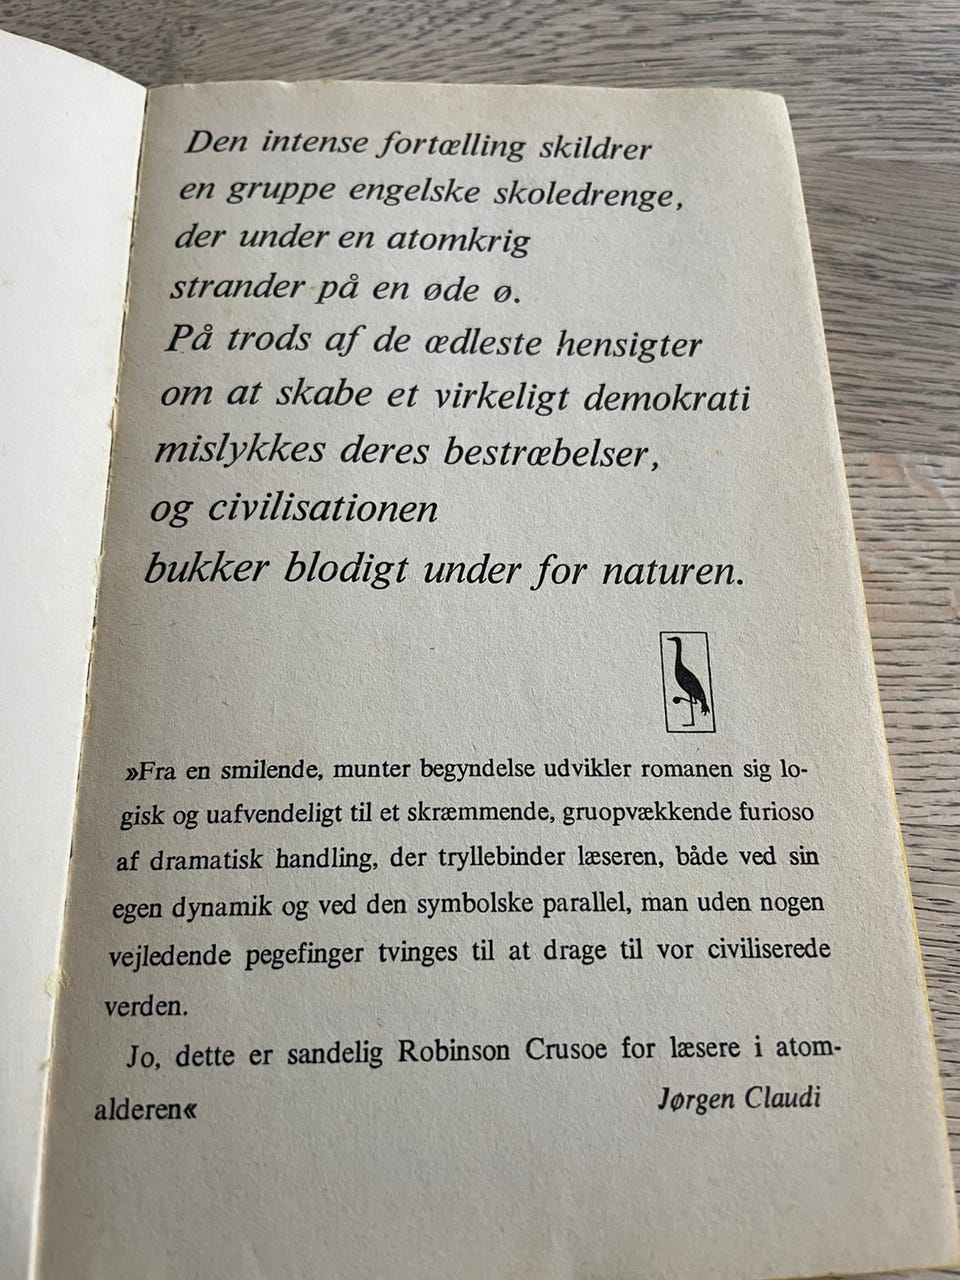 Den intense fortælling skildrer
en gruppe engelske skoledrenge,
der under en atomkrig
strander på en øde ø.
På trods af de ædleste hensigter
om at skabe et virkeligt demokrati
mislykkes deres bestræbelser,
og civilisationen
bukker blodigt under for naturen.
»Fra en smilende, munter begyndelse udvikler romanen sig lo-
gisk og uafvendeligt til et skræmmende, gruopvækkende furioso
af dramatisk handling, der tryllebinder læseren, både ved sin
egen dynamik og ved den symbolske parallel, man uden nogen
vejledende pegefinger tvinges til at drage til vor civiliserede
verden.
Jo, dette er sandelig Robinson Crusoe for læsere i atom-
alderen« Jørgen Claudi